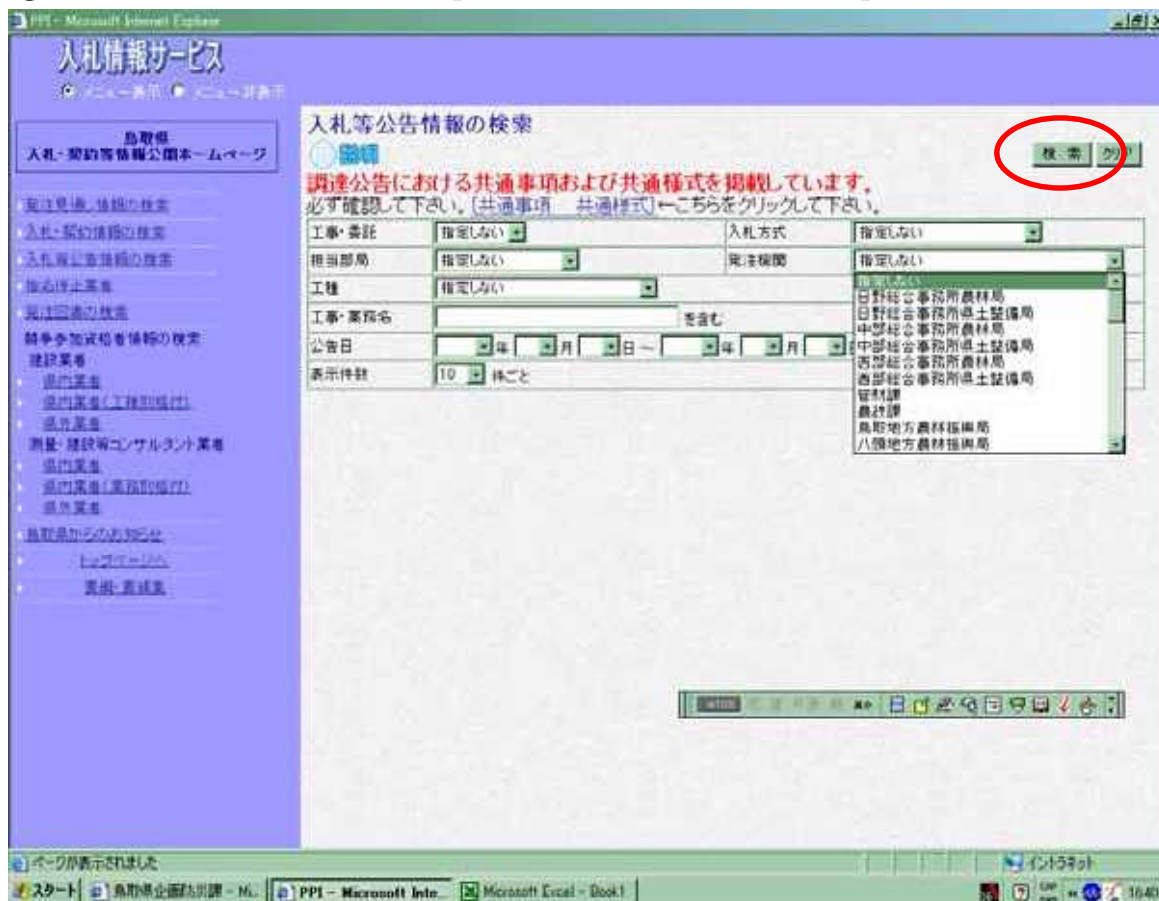 PPI - Microsoft Internet Explorer
入札情報サービス
メニュー表示 メニュー非表示
鳥取県
入札・契約等情報公開ホームページ
発注見通し情報の検索
入札・契約情報の検索
入札等公告情報の検索
指名停止業者
発注図書の検索
競争参加資格者情報の検索
建設業者
県内業者
県内業者(工種別格付)
県外業者
測量・建設等コンサルタント業者
県内業者
県内業者(業務別格付)
県外業者
鳥取県からのお知らせ
トップページへ
要綱・要領集
入札等公告情報の検索
説明
検 索 クリア
調達公告における共通事項および共通様式を掲載しています。
必ず確認して下さい。[共通事項 共通様式]←こちらをクリックして下さい。
工事・委託 指定しない 入札方式 指定しない
担当部局 指定しない 発注機関 指定しない
工種 指定しない
工事・業務名 を含む
公告日 年 月 日～ 年 月
表示件数 10 件ごと
指定しない
日野総合事務所農林局
日野総合事務所県土整備局
中部総合事務所農林局
中部総合事務所県土整備局
西部総合事務所農林局
西部総合事務所県土整備局
管財課
農政課
鳥取地方農林振興局
八頭地方農林振興局
ページが表示されました
イントラネット
スタート 鳥取県企画防災課 - Mi... PPI - Microsoft Inte... Microsoft Excel - Book1 16:40